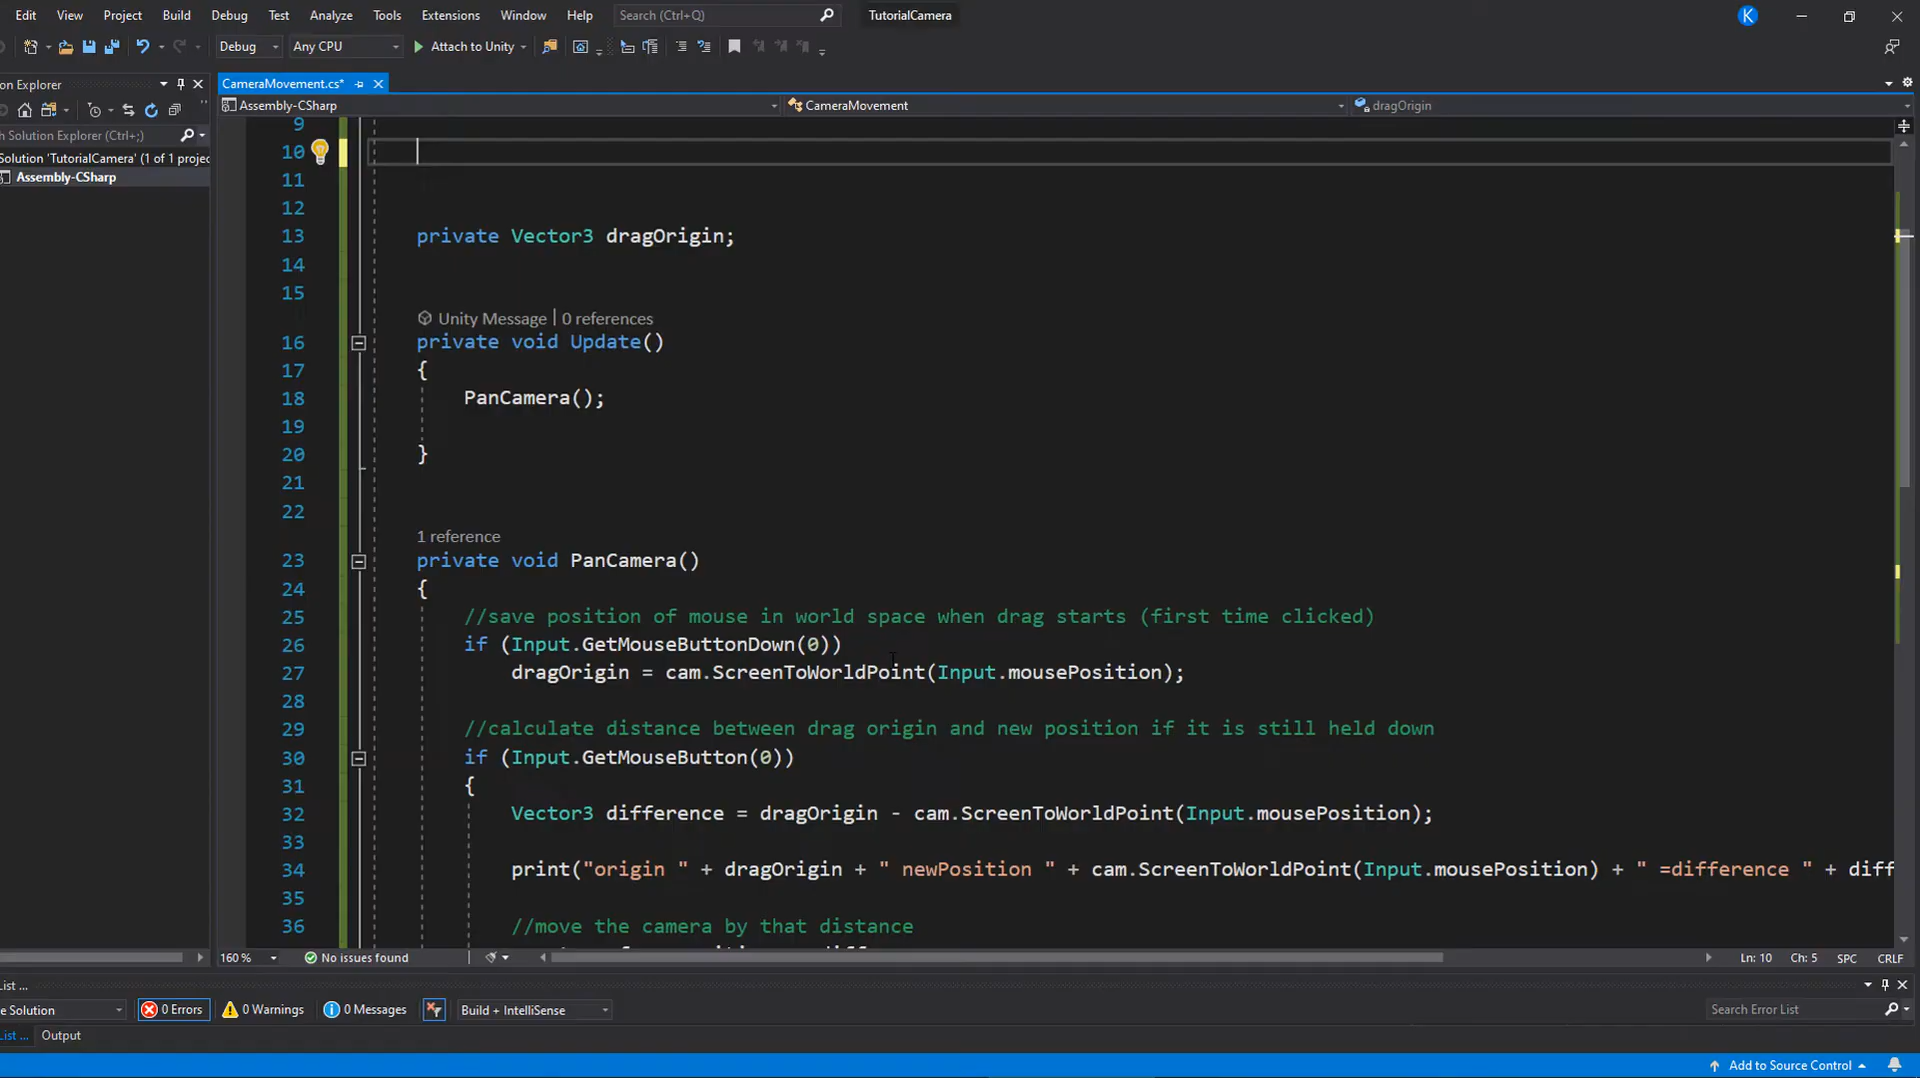 Edit View Project Build Debug Test Analyze Tools Extensions Window Help Search (Ctrl+Q) TutorialCamera K
Debug Any CPU Attach to Unity
on Explorer CameraMovement.cs*
Assembly-CSharp CameraMovement dragOrigin
h Solution Explorer (Ctrl+;)
Solution 'TutorialCamera' (1 of 1 projec
Assembly-CSharp
9
10
11
12
13 private Vector3 dragOrigin;
14
15
Unity Message | 0 references
16 private void Update()
17 {
18 PanCamera();
19
20 }
21
22
1 reference
23 private void PanCamera()
24 {
25 //save position of mouse in world space when drag starts (first time clicked)
26 if (Input.GetMouseButtonDown(0))
27 dragOrigin = cam.ScreenToWorldPoint(Input.mousePosition);
28
29 //calculate distance between drag origin and new position if it is still held down
30 if (Input.GetMouseButton(0))
31 {
32 Vector3 difference = dragOrigin - cam.ScreenToWorldPoint(Input.mousePosition);
33
34 print("origin " + dragOrigin + " newPosition " + cam.ScreenToWorldPoint(Input.mousePosition) + " =difference " + diff
35
36 //move the camera by that distance
160 % No issues found Ln: 10 Ch: 5 SPC CRLF
List ...
e Solution 0 Errors 0 Warnings 0 Messages Build + IntelliSense Search Error List
List ... Output
Add to Source Control